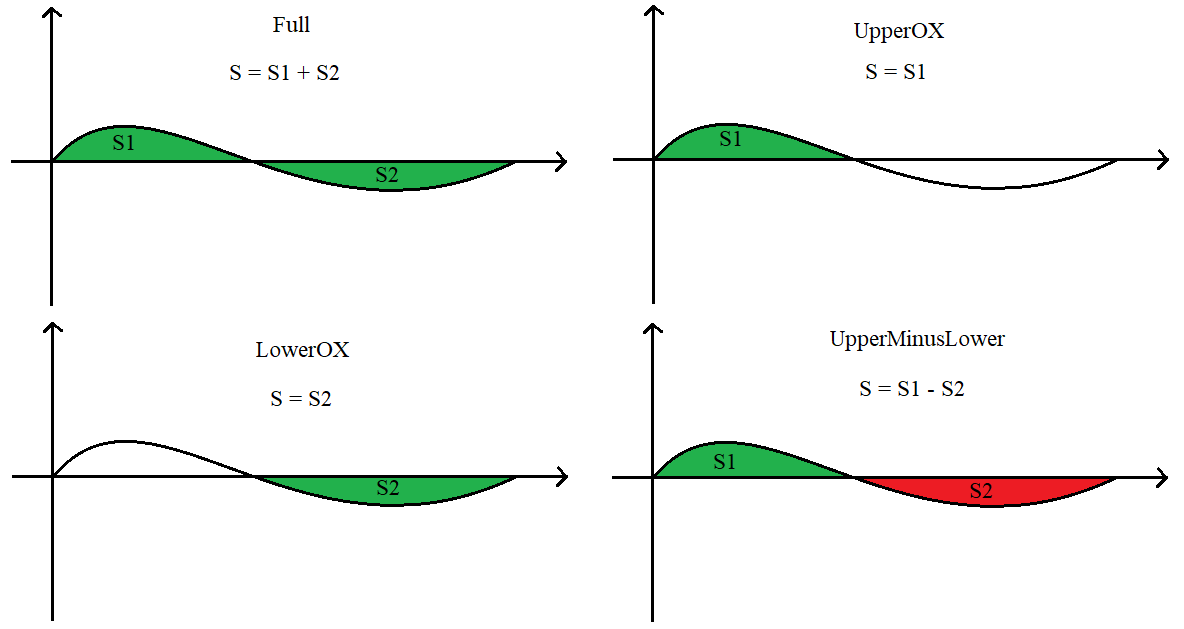 Full
S = S1 + S2
S1
S2
UpperOX
S = S1
S1
LowerOX
S = S2
S2
UpperMinusLower
S = S1 - S2
S1
S2